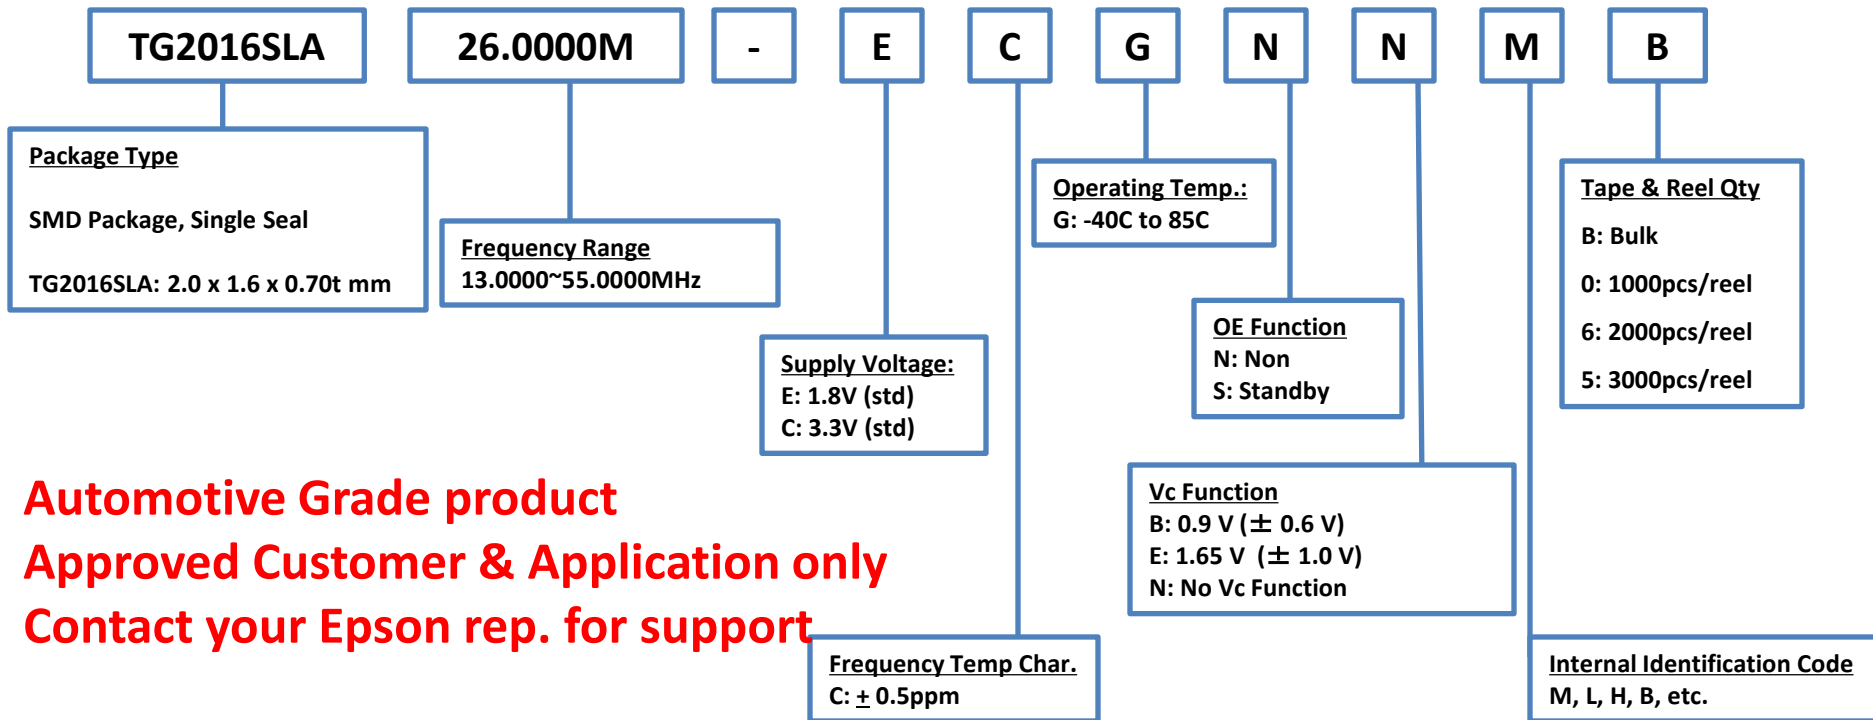 TG2016SLA 26.0000M - E C G N N M B
Package Type
SMD Package, Single Seal
TG2016SLA: 2.0 x 1.6 x 0.70t mm
Frequency Range
13.0000~55.0000MHz
Supply Voltage:
E: 1.8V (std)
C: 3.3V (std)
Operating Temp.:
G: -40C to 85C
OE Function
N: Non
S: Standby
Tape & Reel Qty
B: Bulk
0: 1000pcs/reel
6: 2000pcs/reel
5: 3000pcs/reel
Vc Function
B: 0.9 V (± 0.6 V)
E: 1.65 V (± 1.0 V)
N: No Vc Function
Automotive Grade product
Approved Customer & Application only
Contact your Epson rep. for support
Frequency Temp Char.
C: ± 0.5ppm
Internal Identification Code
M, L, H, B, etc.